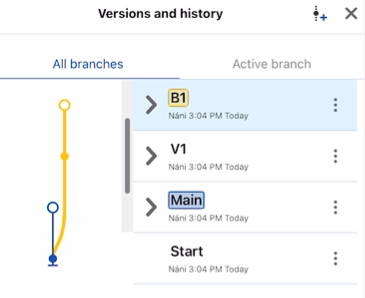 Versions and history
All branches
Active branch
B1
Náni 3:04 PM Today
V1
Náni 3:04 PM Today
Main
Náni 3:04 PM Today
Start
Náni 3:04 PM Today